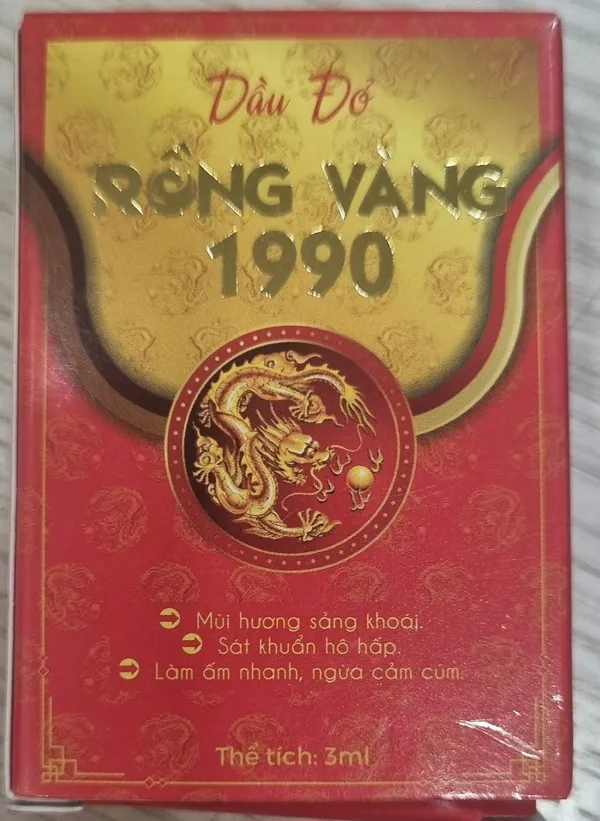 Dầu Đỏ
RỒNG VÀNG
1990
Mùi hương sảng khoái.
Sát khuẩn hô hấp.
Làm ấm nhanh, ngừa cảm cúm.
Thể tích: 3ml